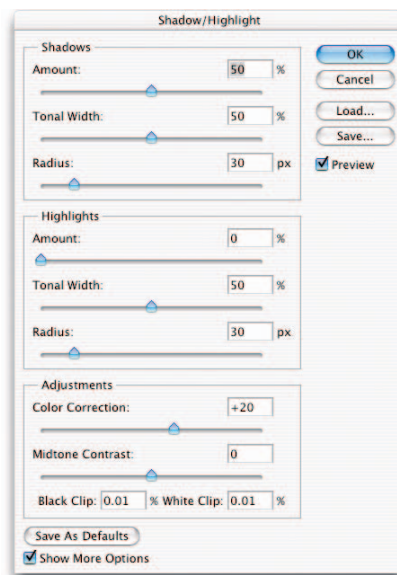 Shadow/Highlight
Shadows
Amount: 50 %
Tonal Width: 50 %
Radius: 30 px
Highlights
Amount: 0 %
Tonal Width: 50 %
Radius: 30 px
Adjustments
Color Correction: +20
Midtone Contrast: 0
Black Clip: 0.01 % White Clip: 0.01 %
Save As Defaults
Show More Options
OK
Cancel
Load...
Save...
Preview